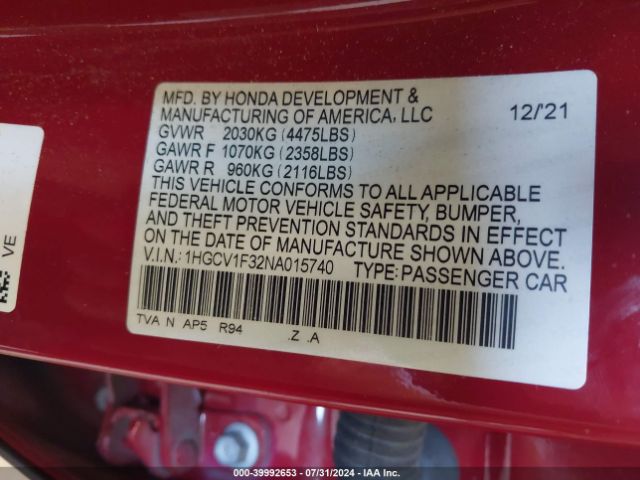 MFD. BY HONDA DEVELOPMENT &
MANUFACTURING OF AMERICA, LLC 12/'21
GVWR 2030KG (4475LBS)
GAWR F 1070KG (2358LBS)
GAWR R 960KG (2116LBS)
THIS VEHICLE CONFORMS TO ALL APPLICABLE
FEDERAL MOTOR VEHICLE SAFETY, BUMPER,
AND THEFT PREVENTION STANDARDS IN EFFECT
ON THE DATE OF MANUFACTURE SHOWN ABOVE.
V.I.N.: 1HGCV1F32NA015740 TYPE: PASSENGER CAR
TVA N AP5 R94 .Z .A
VE
000-39992653 - 07/31/2024 - IAA Inc.